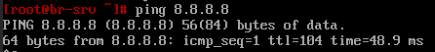 [root@br-srv ~]# ping 8.8.8.8
PING 8.8.8.8 (8.8.8.8) 56(84) bytes of data.
64 bytes from 8.8.8.8: icmp_seq=1 ttl=104 time=48.9 ms